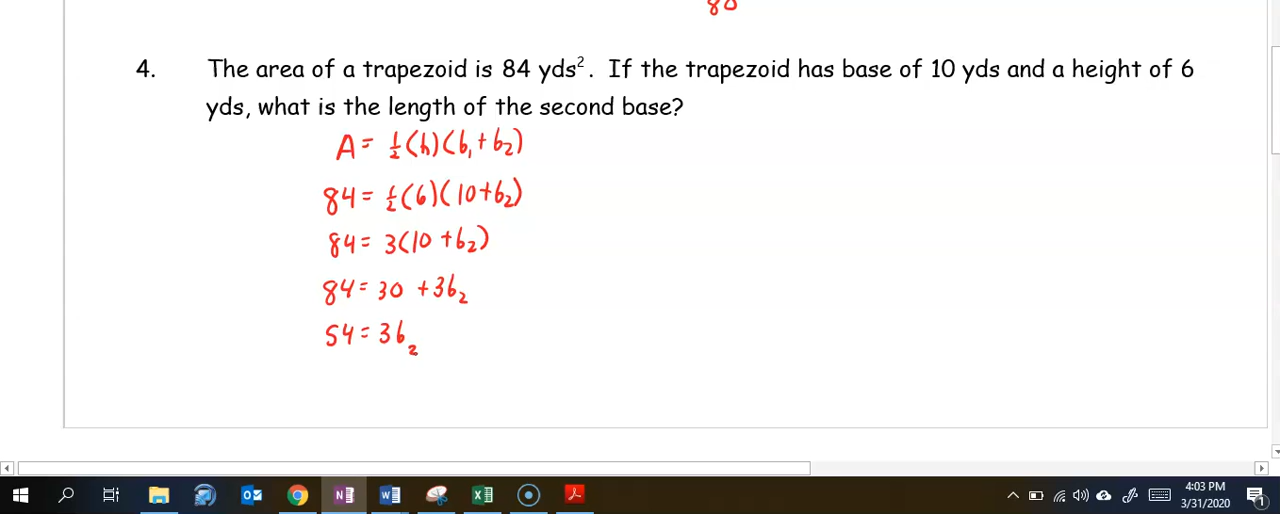 80
4. The area of a trapezoid is 84 yds². If the trapezoid has base of 10 yds and a height of 6
yds, what is the length of the second base?
A = ½(h)(b₁+b₂)
84 = ½(6)(10+b₂)
84 = 3(10+b₂)
84 = 30 +3b₂
54 = 3b₂
4:03 PM
3/31/2020